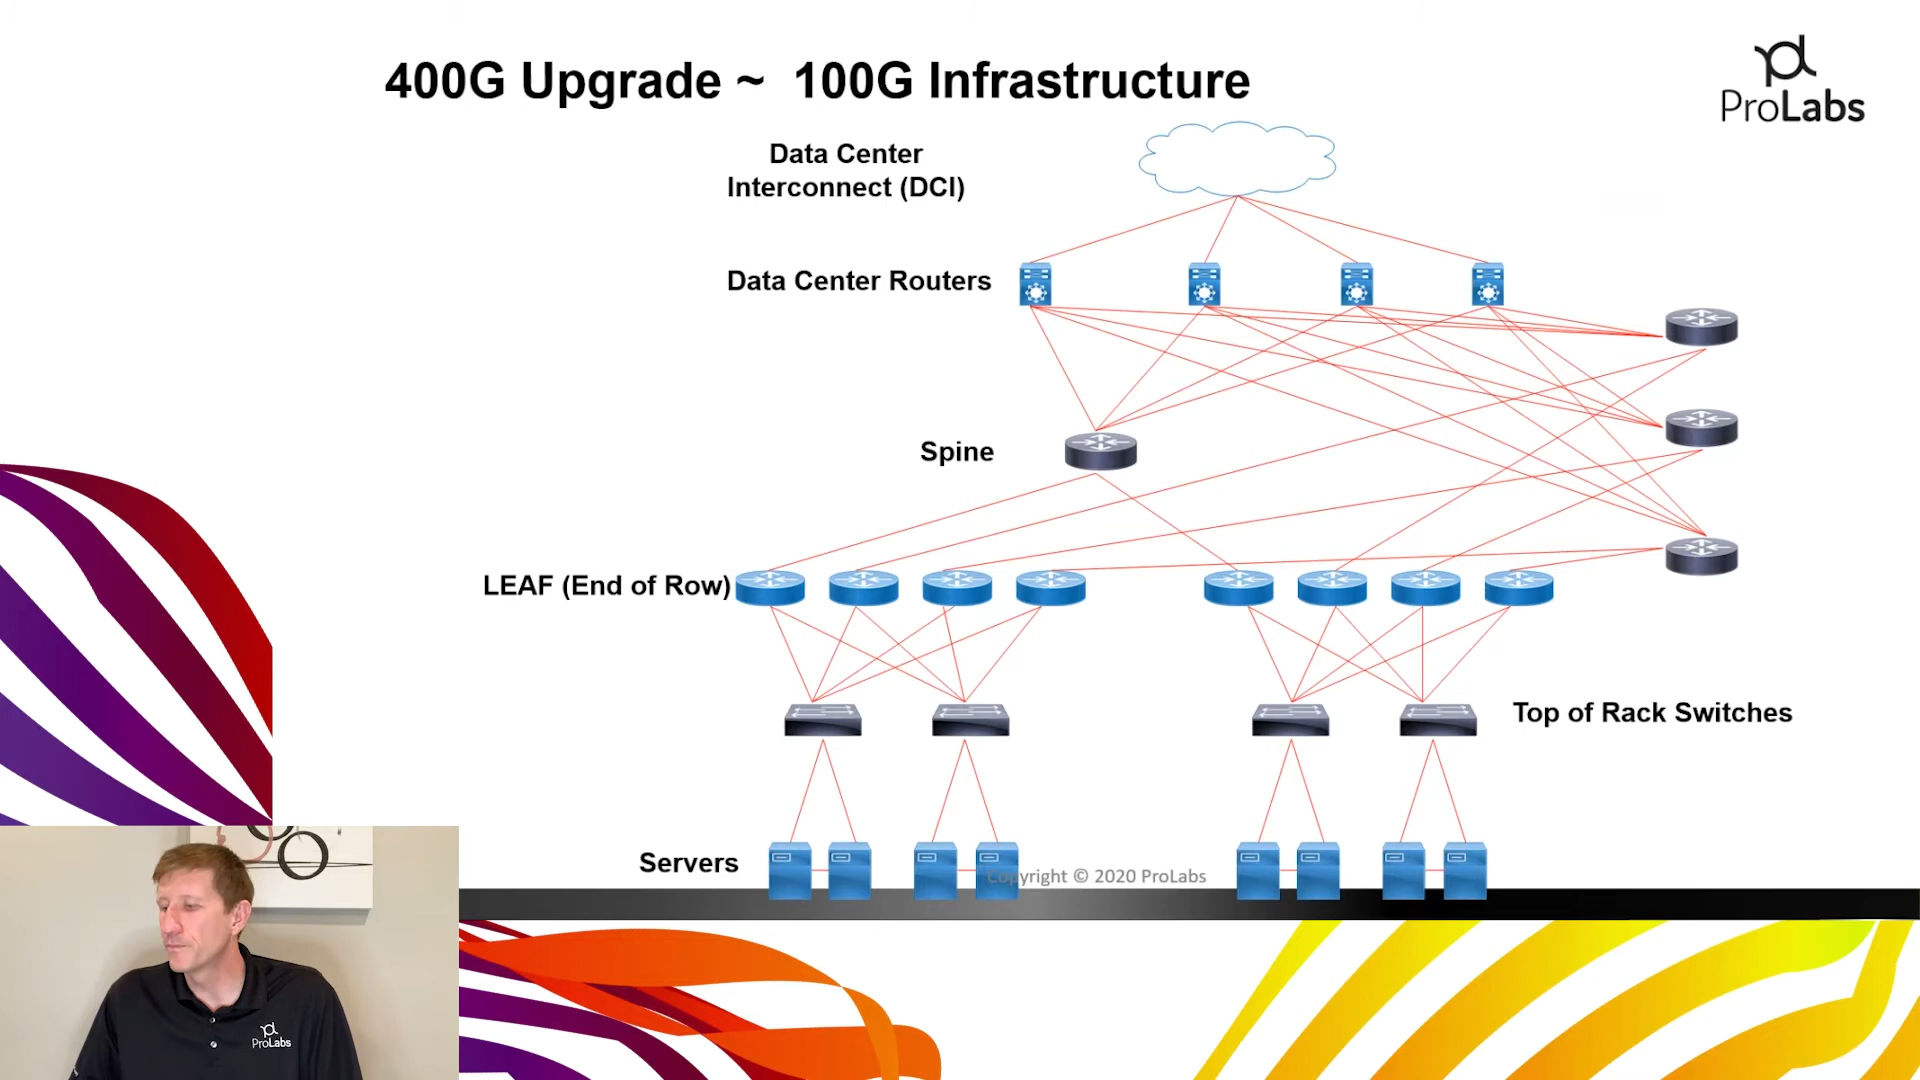 400G Upgrade ~ 100G Infrastructure
ProLabs
Data Center
Interconnect (DCI)
Data Center Routers
Spine
LEAF (End of Row)
Top of Rack Switches
Servers
Copyright © 2020 ProLabs
ProLabs